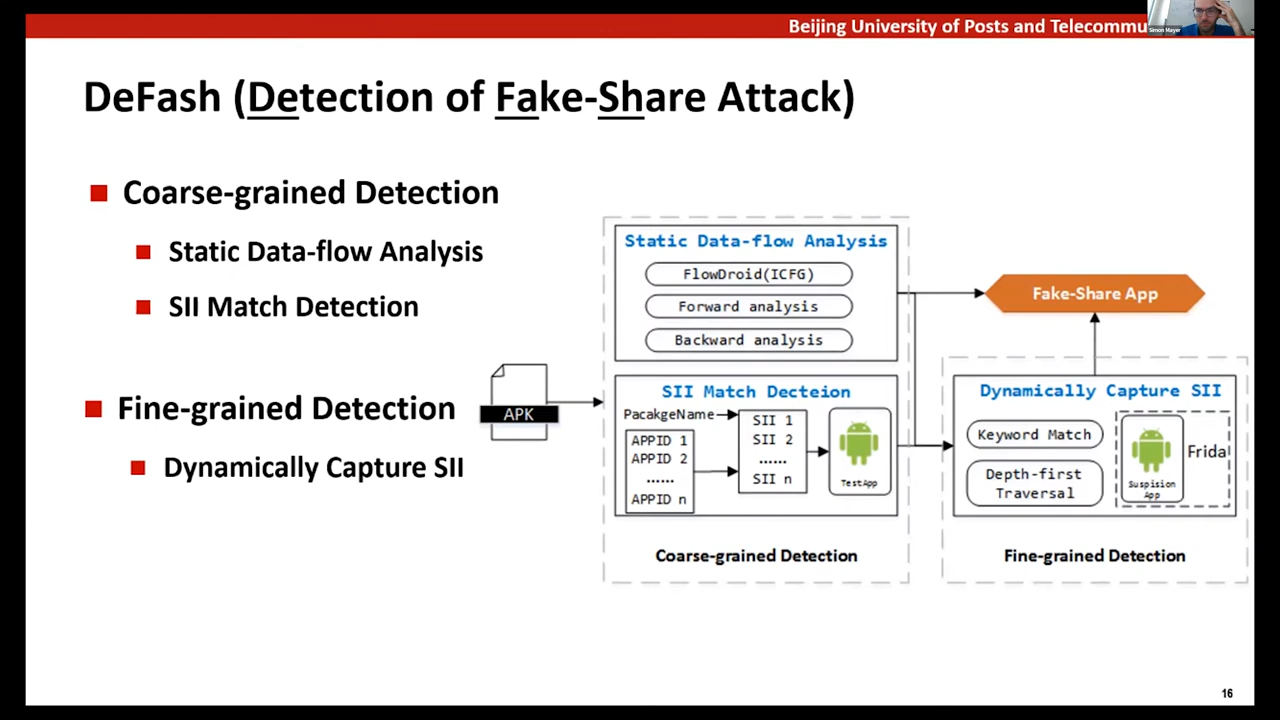 Beijing University of Posts and Telecommu
Simon Mayer
DeFash (Detection of Fake-Share Attack)
Coarse-grained Detection
Static Data-flow Analysis
SII Match Detection
Fine-grained Detection
Dynamically Capture SII
APK
Static Data-flow Analysis
FlowDroid(ICFG)
Forward analysis
Backward analysis
SII Match Decteion
PacakgeName
APPID 1
APPID 2
......
APPID n
SII 1
SII 2
......
SII n
TestApp
Coarse-grained Detection
Fake-Share App
Dynamically Capture SII
Keyword Match
Depth-first
Traversal
Suspision
App
Frida
Fine-grained Detection
16